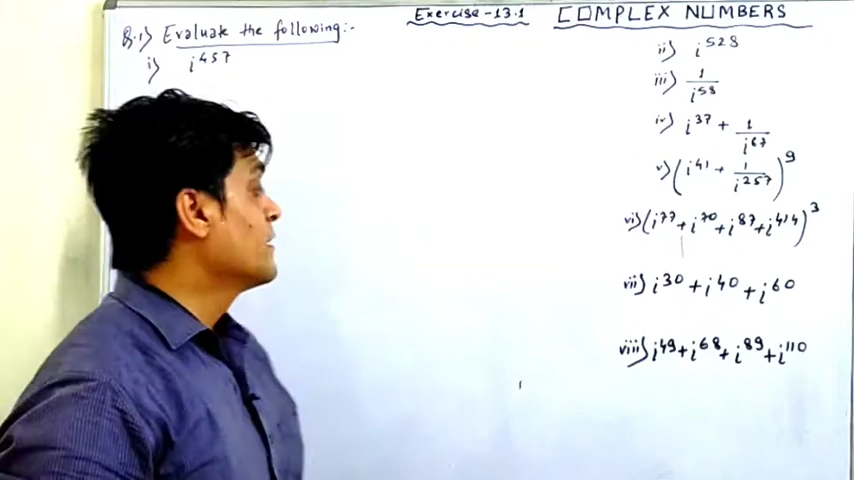 Exercise-13.1 COMPLEX NUMBERS
Q.1) Evaluate the following:-
i) i^457
ii) i^528
iii) 1/i^58
iv) i^37 + 1/i^67
v) (i^41 + 1/i^257)^9
vi) (i^77 + i^70 + i^87 + i^414)^3
vii) i^30 + i^40 + i^60
viii) i^49 + i^68 + i^89 + i^110